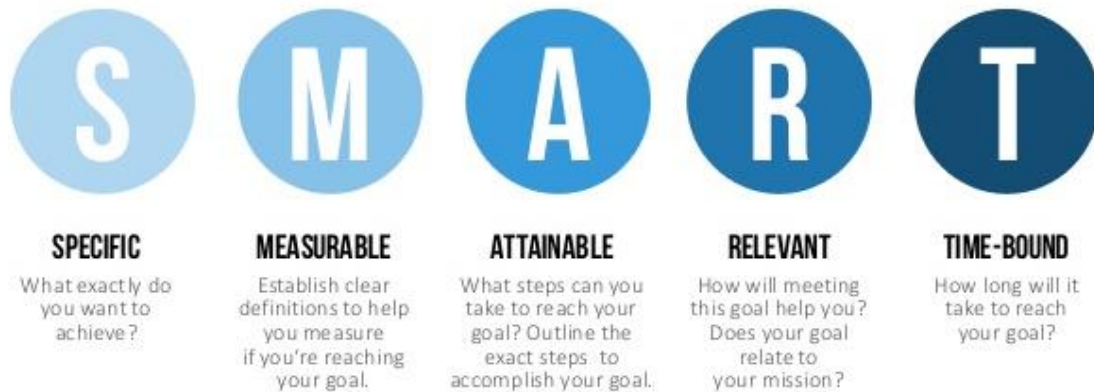 S M A R T
SPECIFIC
What exactly do
you want to
achieve?
MEASURABLE
Establish clear
definitions to help
you measure
if you're reaching
your goal.
ATTAINABLE
What steps can you
take to reach your
goal? Outline the
exact steps to
accomplish your goal.
RELEVANT
How will meeting
this goal help you?
Does your goal
relate to
your mission?
TIME-BOUND
How long will it
take to reach
your goal?